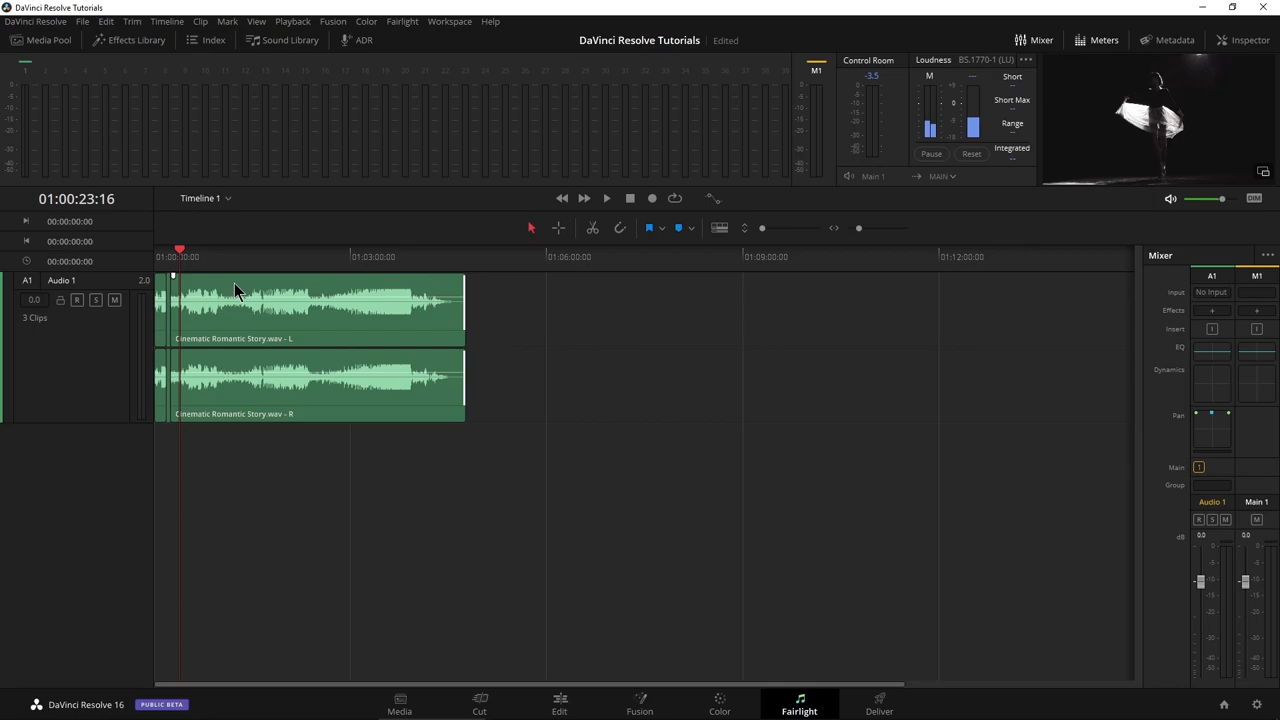 DaVinci Resolve Tutorials
DaVinci Resolve File Edit Trim Timeline Clip Mark View Playback Fusion Color Fairlight Workspace Help
Media Pool Effects Library Index Sound Library ADR DaVinci Resolve Tutorials Edited Mixer Meters Metadata Inspector
Control Room Loudness BS.1770-1 (LU)
M1
-3.5 M --- Short
--
Short Max
--
Range
--
Integrated
--
Pause Reset
Main 1 MAIN
01:00:23:16 Timeline 1 DIM
00:00:00:00
00:00:00:00
00:00:00:00
01:00:00:00 01:03:00:00 01:06:00:00 01:09:00:00 01:12:00:00
A1 Audio 1 2.0
0.0 R S M
3 Clips
Cinematic Romantic Story.wav - L
Cinematic Romantic Story.wav - R
Mixer
A1 M1
Input No Input
Effects + +
Insert
EQ
Dynamics
Pan
Main 1
Group
Audio 1 Main 1
R S M M
dB 0.0 0.0
DaVinci Resolve 16 PUBLIC BETA
Media Cut Edit Fusion Color Fairlight Deliver